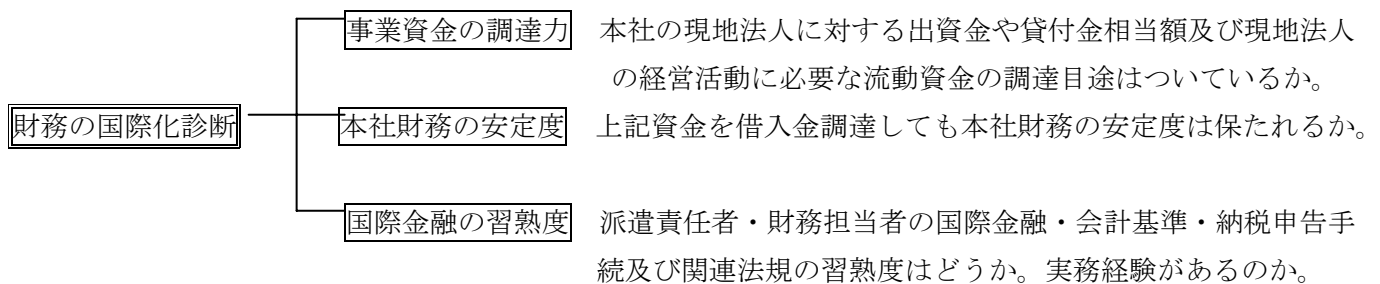 事業資金の調達力 本社の現地法人に対する出資金や貸付金相当額及び現地法人
の経営活動に必要な流動資金の調達目途はついているか。
財務の国際化診断 本社財務の安定度 上記資金を借入金調達しても本社財務の安定度は保たれるか。
国際金融の習熟度 派遣責任者・財務担当者の国際金融・会計基準・納税申告手
続及び関連法規の習熟度はどうか。実務経験があるのか。